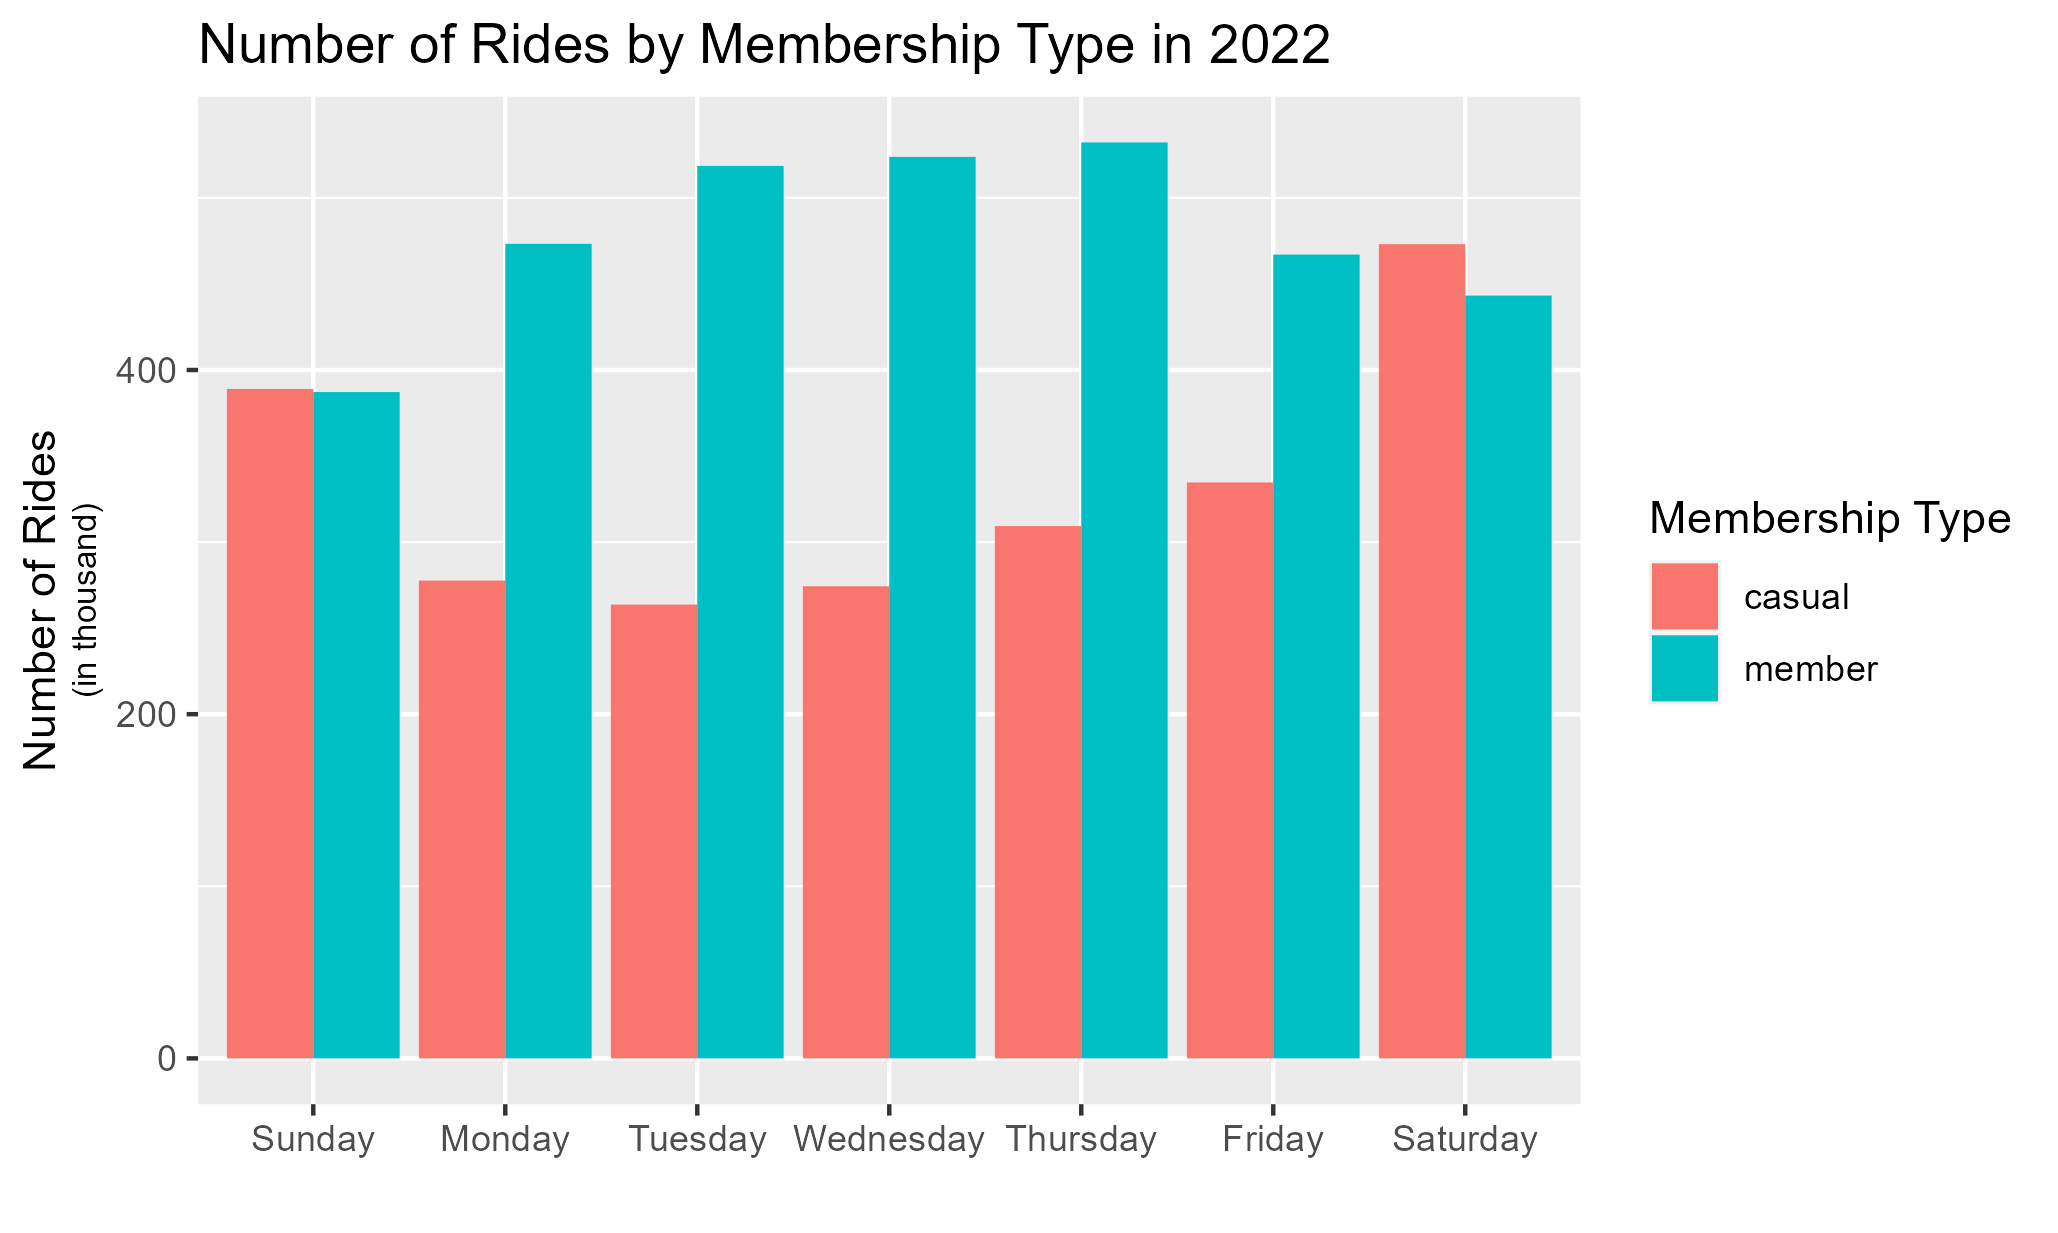 Number of Rides by Membership Type in 2022
Number of Rides
(in thousand)
400
200
0
Sunday Monday Tuesday Wednesday Thursday Friday Saturday
Membership Type
casual
member